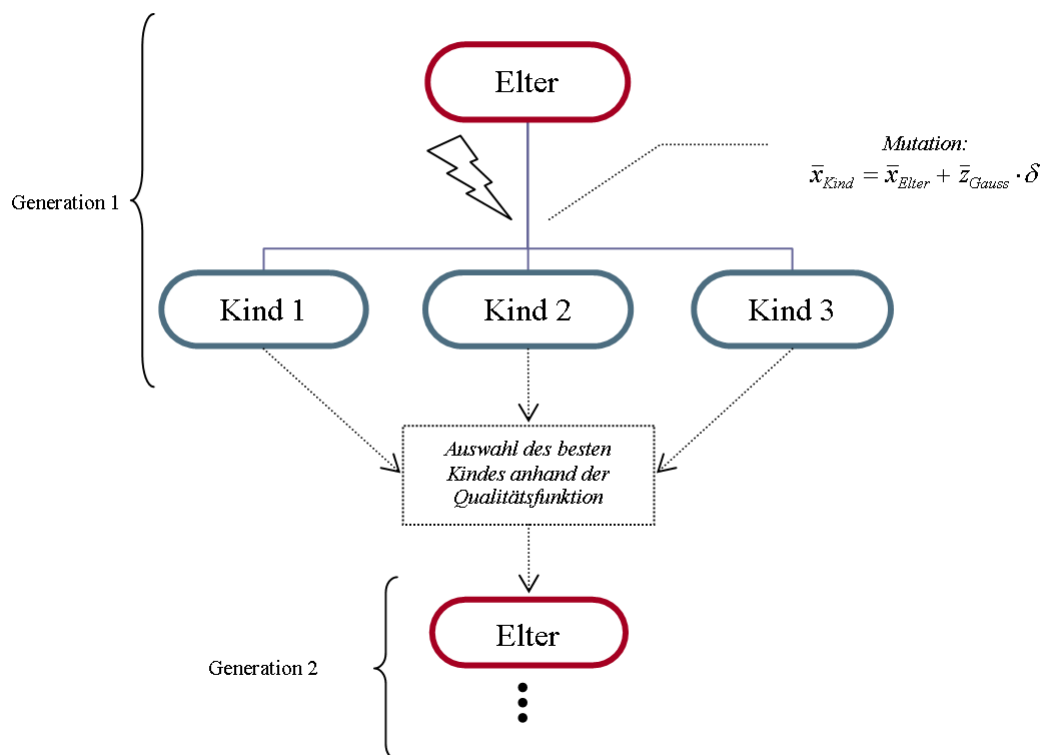 Elter
Mutation:
x̄_Kind = x̄_Elter + z̄_Gauss · δ
Generation 1
Kind 1
Kind 2
Kind 3
Auswahl des besten
Kindes anhand der
Qualitätsfunktion
Elter
Generation 2